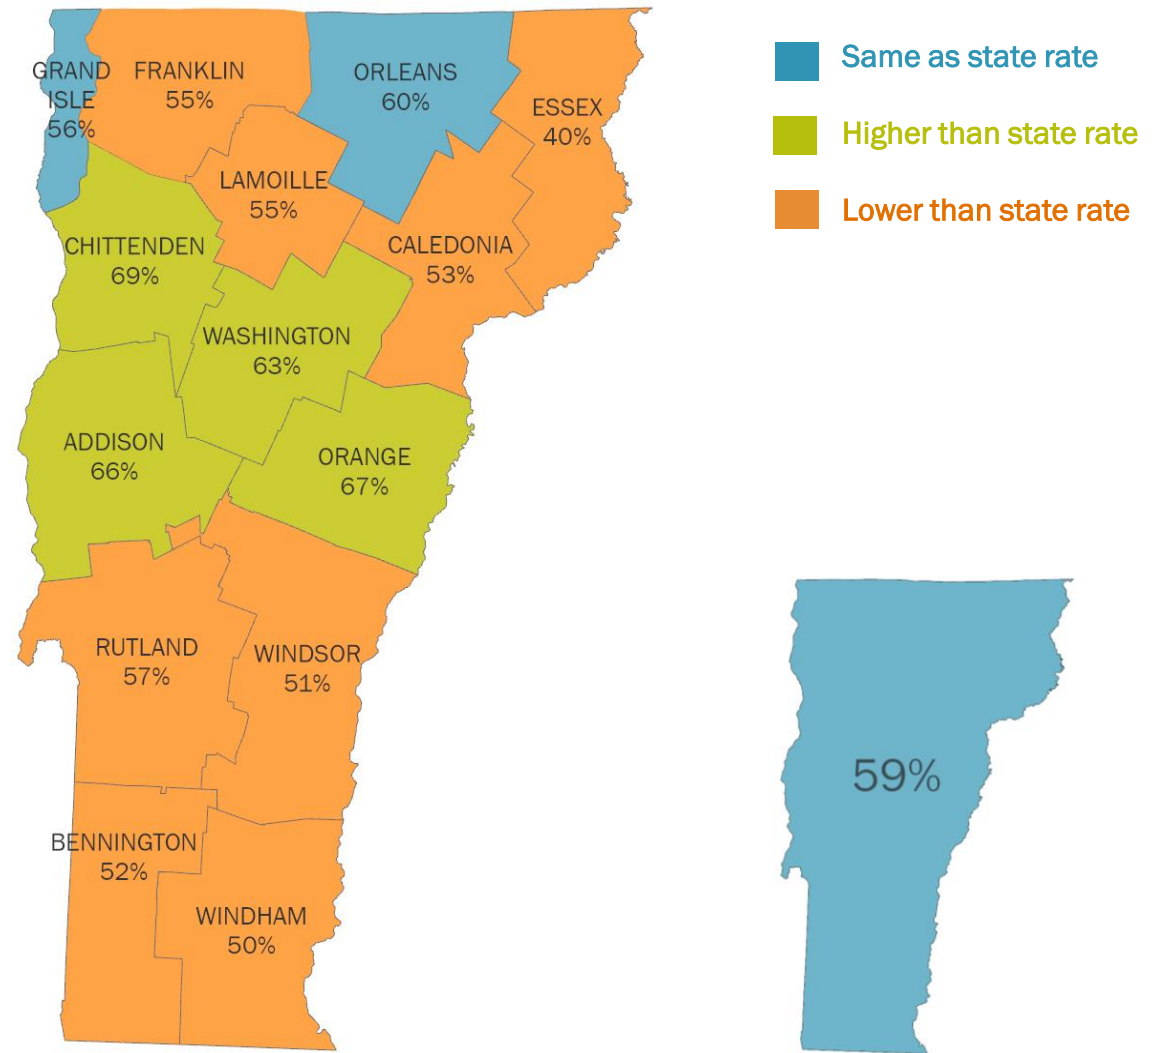 GRAND
ISLE
56%
FRANKLIN
55%
ORLEANS
60%
ESSEX
40%
LAMOILLE
55%
CALEDONIA
53%
CHITTENDEN
69%
WASHINGTON
63%
ADDISON
66%
ORANGE
67%
RUTLAND
57%
WINDSOR
51%
BENNINGTON
52%
WINDHAM
50%
Same as state rate
Higher than state rate
Lower than state rate
59%